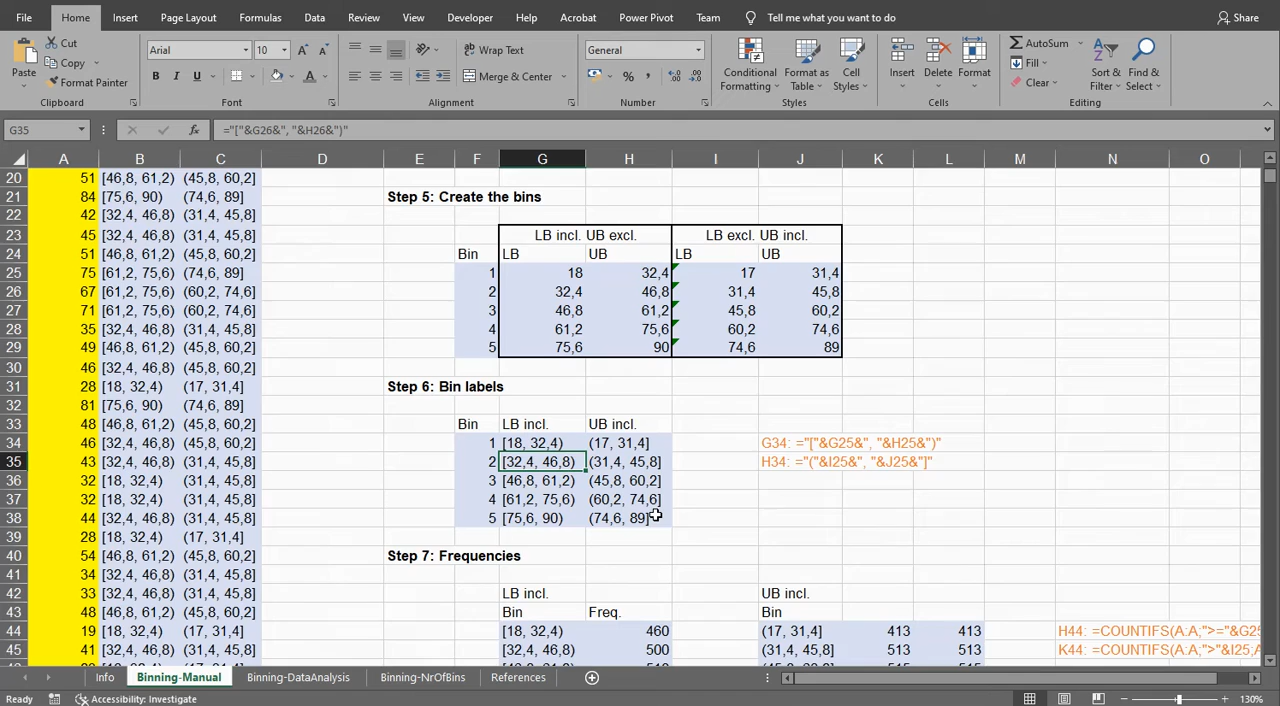 File Home Insert Page Layout Formulas Data Review View Developer Help Acrobat Power Pivot Team Tell me what you want to do Share
Paste Cut Copy Format Painter Clipboard
Arial 10 B I U Font
Wrap Text Merge & Center Alignment
General % Number
Conditional Formatting Format as Table Cell Styles Styles
Insert Delete Format Cells
AutoSum Fill Clear Sort & Filter Find & Select Editing
G35 fx ="["&G26&", "&H26&")"
A B C D E F G H I J K L M N O
20 51 [46,8, 61,2) (45,8, 60,2]
21 84 [75,6, 90) (74,6, 89] Step 5: Create the bins
22 42 [32,4, 46,8) (31,4, 45,8]
23 45 [32,4, 46,8) (31,4, 45,8] LB incl. UB excl. LB excl. UB incl.
24 51 [46,8, 61,2) (45,8, 60,2] Bin LB UB LB UB
25 75 [61,2, 75,6) (74,6, 89] 1 18 32,4 17 31,4
26 67 [61,2, 75,6) (60,2, 74,6] 2 32,4 46,8 31,4 45,8
27 71 [61,2, 75,6) (60,2, 74,6] 3 46,8 61,2 45,8 60,2
28 35 [32,4, 46,8) (31,4, 45,8] 4 61,2 75,6 60,2 74,6
29 49 [46,8, 61,2) (45,8, 60,2] 5 75,6 90 74,6 89
30 46 [32,4, 46,8) (45,8, 60,2]
31 28 [18, 32,4) (17, 31,4] Step 6: Bin labels
32 81 [75,6, 90) (74,6, 89]
33 48 [46,8, 61,2) (45,8, 60,2] Bin LB incl. UB incl.
34 46 [32,4, 46,8) (45,8, 60,2] 1 [18, 32,4) (17, 31,4] G34: ="["&G25&", "&H25&")"
35 43 [32,4, 46,8) (31,4, 45,8] 2 [32,4, 46,8) (31,4, 45,8] H34: ="("&I25&", "&J25&"]"
36 32 [18, 32,4) (31,4, 45,8] 3 [46,8, 61,2) (45,8, 60,2]
37 32 [18, 32,4) (31,4, 45,8] 4 [61,2, 75,6) (60,2, 74,6]
38 44 [32,4, 46,8) (31,4, 45,8] 5 [75,6, 90) (74,6, 89]
39 28 [18, 32,4) (17, 31,4]
40 54 [46,8, 61,2) (45,8, 60,2] Step 7: Frequencies
41 34 [32,4, 46,8) (31,4, 45,8]
42 33 [32,4, 46,8) (31,4, 45,8] LB incl. UB incl.
43 48 [46,8, 61,2) (45,8, 60,2] Bin Freq. Bin
44 19 [18, 32,4) (17, 31,4] [18, 32,4) 460 (17, 31,4] 413 413 H44: =COUNTIFS(A:A;">="&G25
45 41 [32,4, 46,8) (31,4, 45,8] [32,4, 46,8) 500 (31,4, 45,8] 513 513 K44: =COUNTIFS(A:A;">"&I25;A
Info Binning-Manual Binning-DataAnalysis Binning-NrOfBins References
Ready Accessibility: Investigate 130%